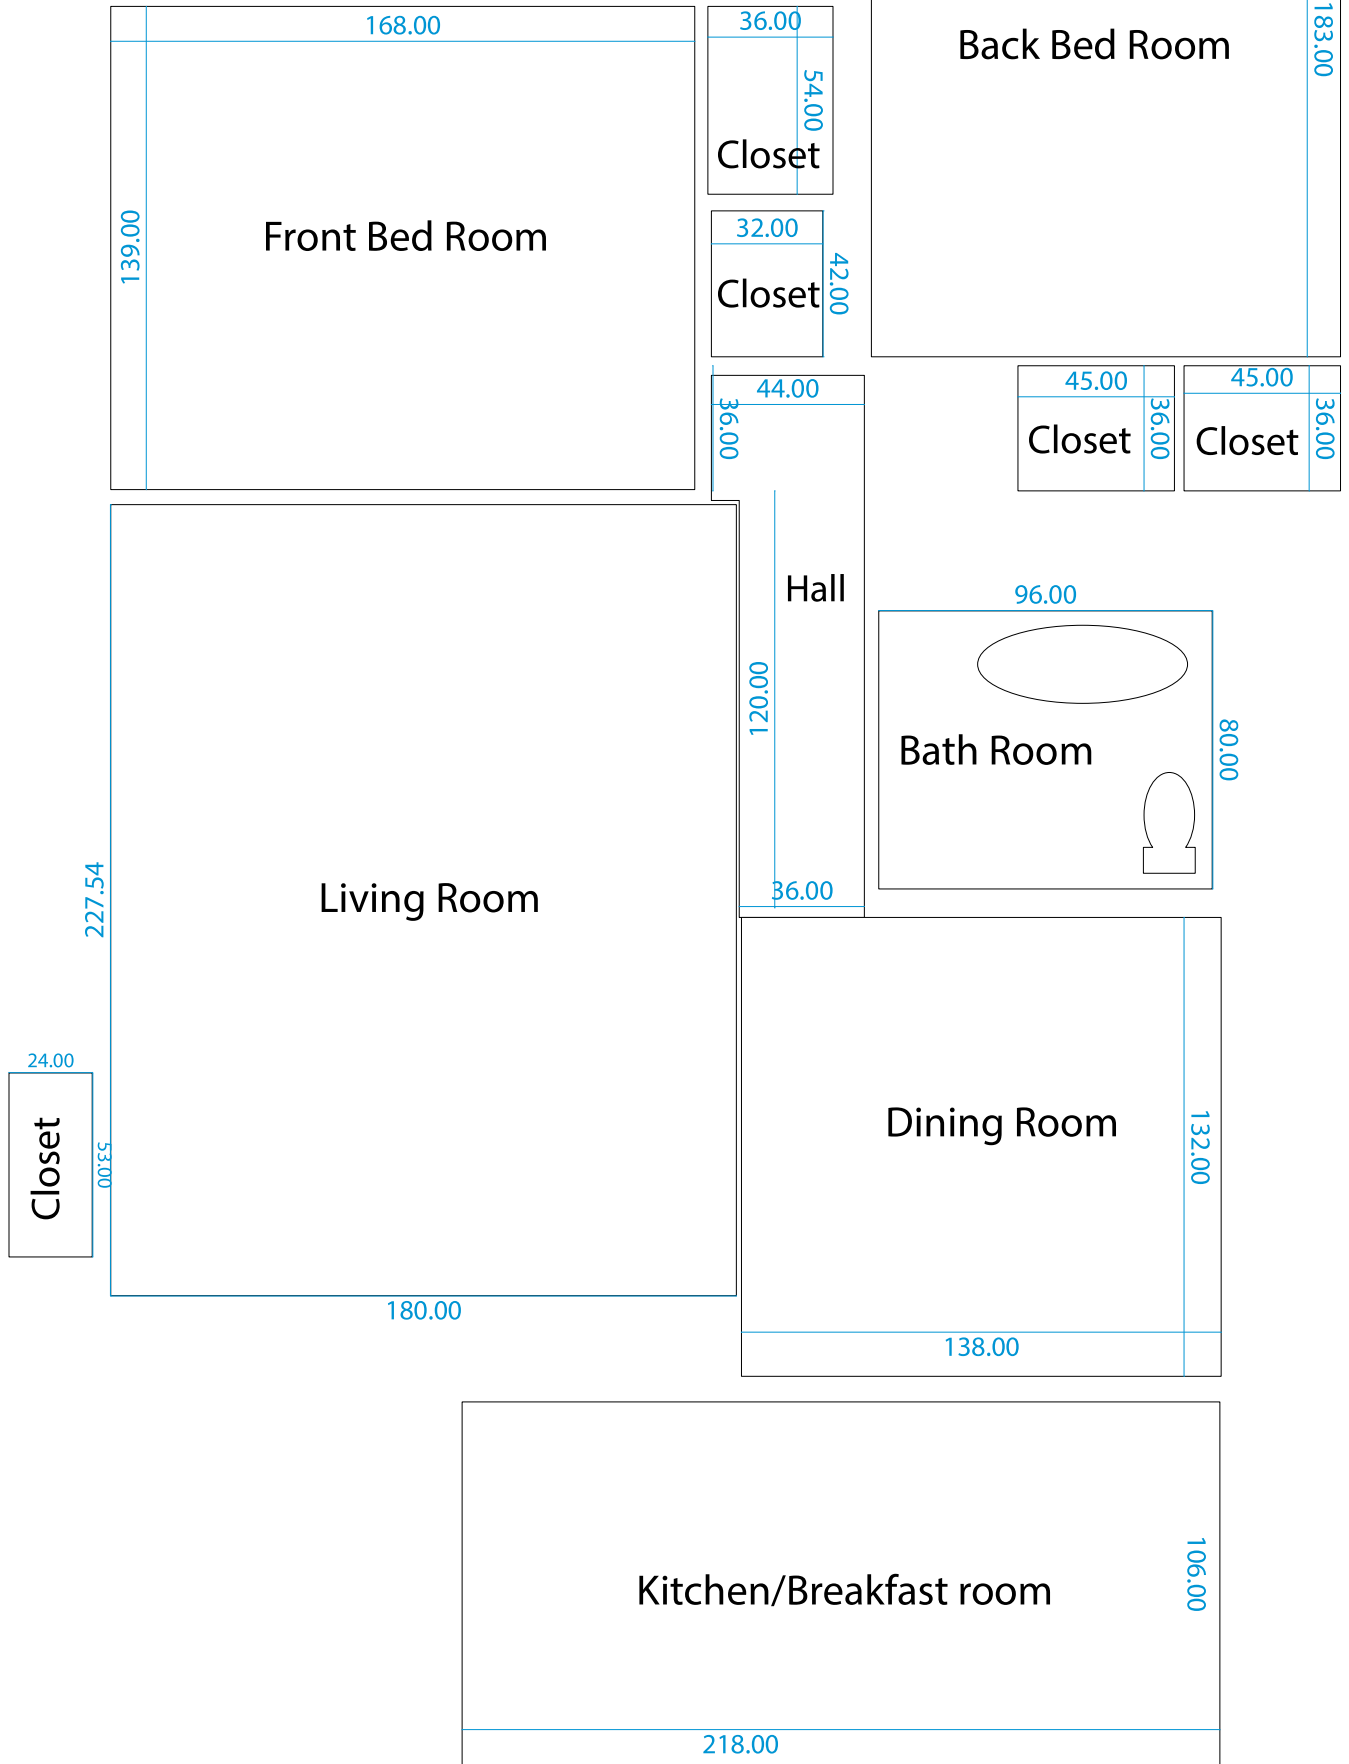 168.00
36.00
183.00
Back Bed Room
54.00
Closet
139.00
Front Bed Room
32.00
42.00
Closet
44.00
36.00
45.00
36.00
Closet
45.00
36.00
Closet
Hall
96.00
120.00
Bath Room
80.00
227.54
Living Room
36.00
24.00
53.00
Closet
Dining Room
132.00
180.00
138.00
106.00
Kitchen/Breakfast room
218.00